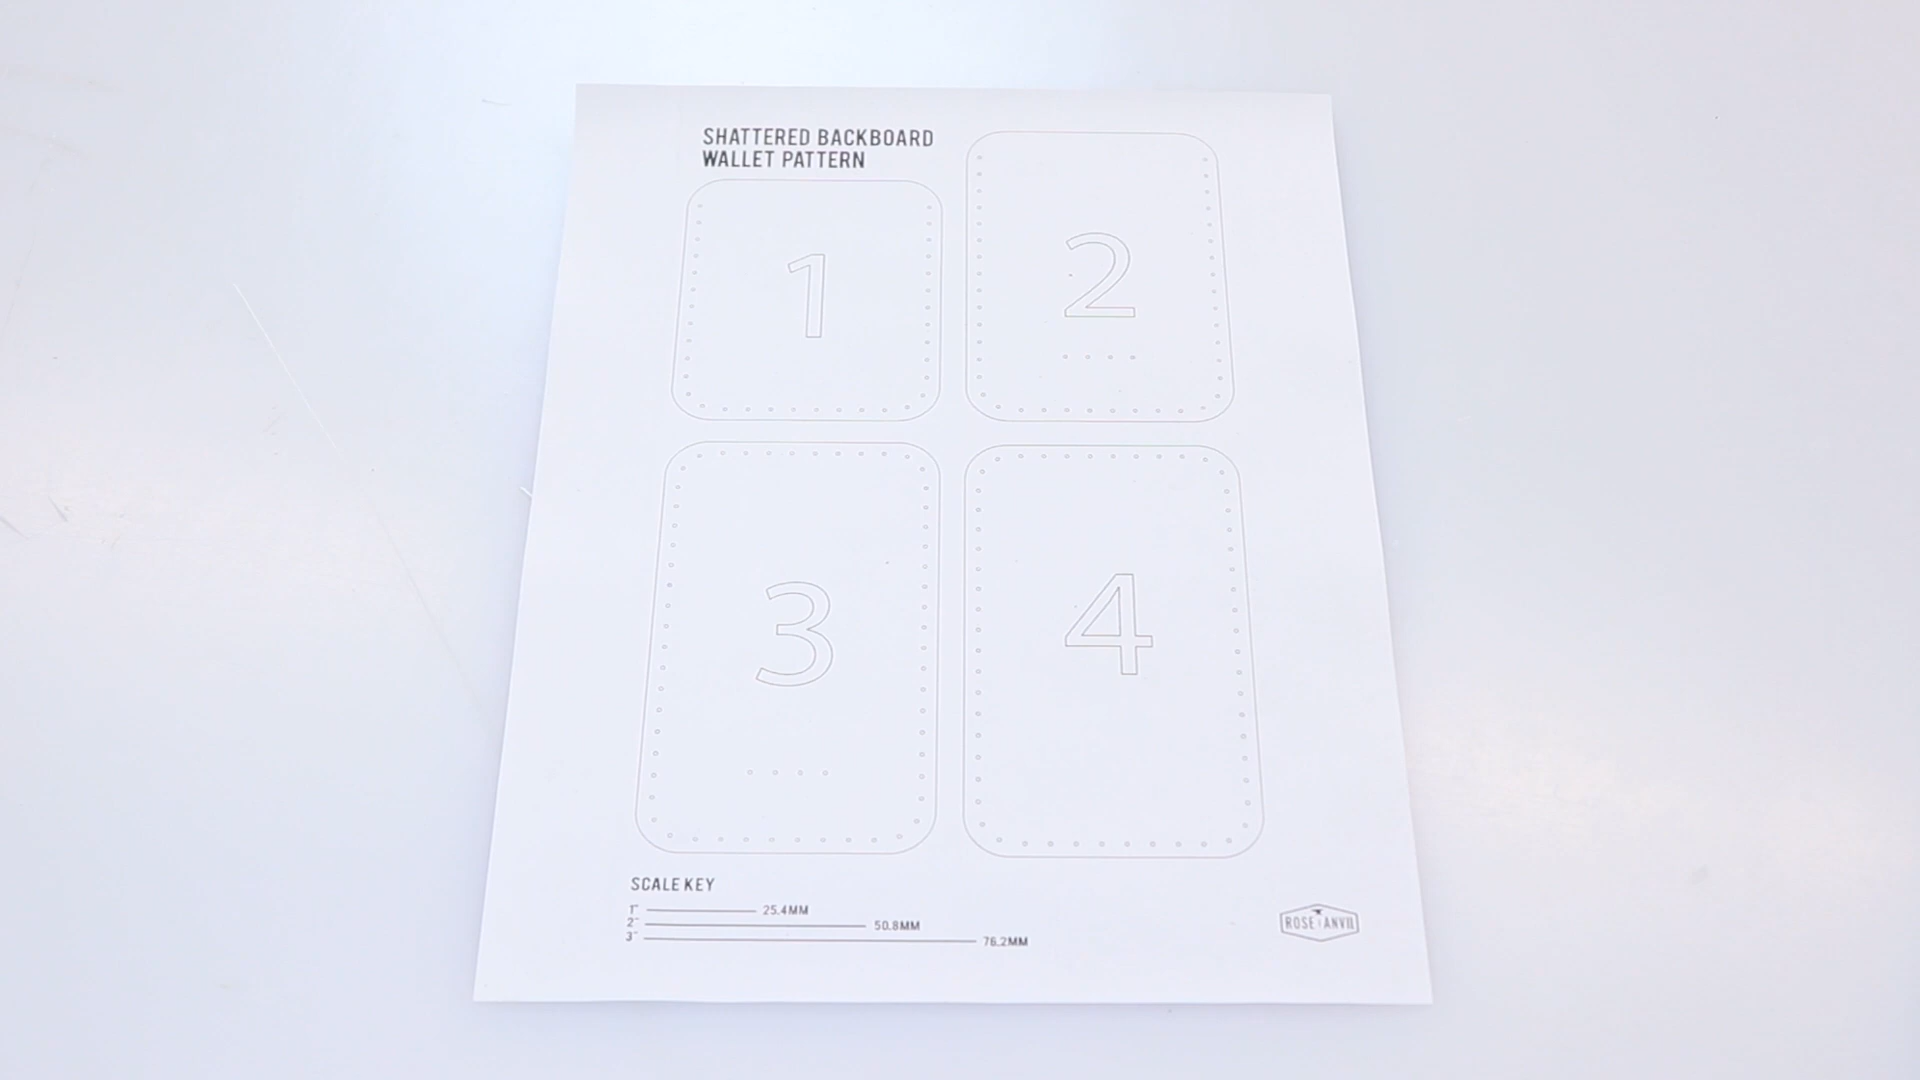 SHATTERED BACKBOARD
WALLET PATTERN
1
2
3
4
SCALE KEY
1" 25.4MM
2" 50.8MM
3" 76.2MM
ROSE ANVIL